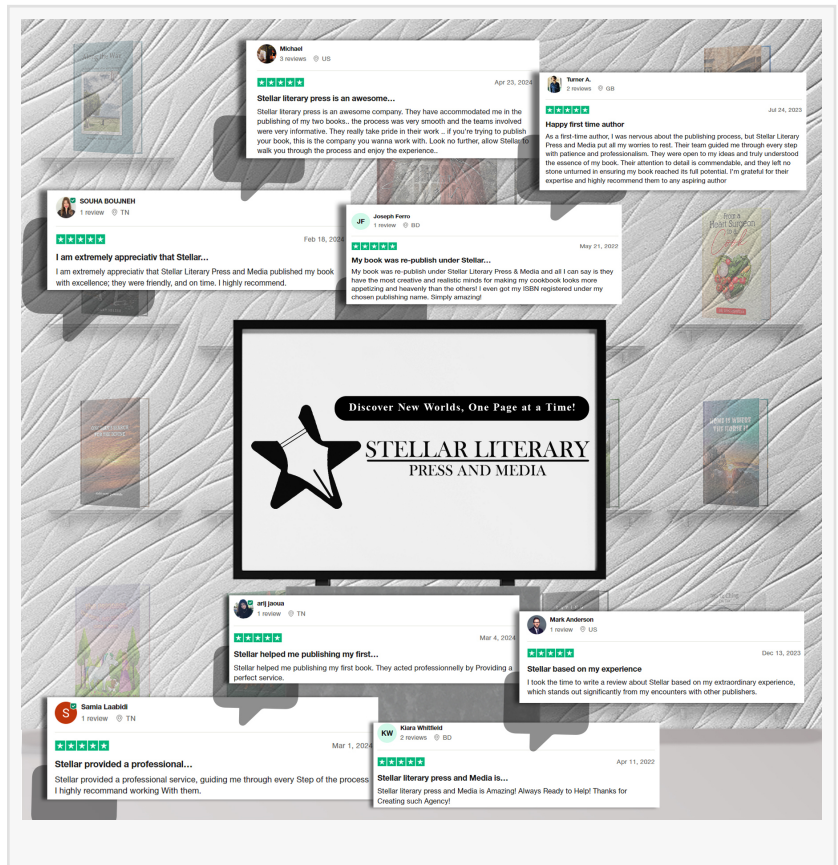 Michael
3 reviews US
Apr 23, 2024
Stellar literary press is an awesome...
Stellar literary press is an awesome company. They have accommodated me in the
publishing of my two books.. the process was very smooth and the teams involved
were very informative. They really take pride in their work .. if you're trying to publish
your book, this is the company you wanna work with. Look no further, allow Stellar to
walk you through the process and enjoy the experience..
Turner A.
2 reviews GB
Jul 24, 2023
Happy first time author
As a first-time author, I was nervous about the publishing process, but Stellar Literary
Press and Media put all my worries to rest. Their team guided me through every step
with patience and professionalism. They were open to my ideas and truly understood
the essence of my book. Their attention to detail is commendable, and they left no
stone unturned in ensuring my book reached its full potential. I'm grateful for their
expertise and highly recommend them to any aspiring author
SOUHA BOUJNEH
1 review TN
Feb 18, 2024
I am extremely appreciativ that Stellar...
I am extremely appreciativ that Stellar Literary Press and Media published my book
with excellence; they were friendly, and on time. I highly recommend.
JF
Joseph Ferro
1 review BD
May 21, 2022
My book was re-publish under Stellar...
My book was re-publish under Stellar Literary Press & Media and all I can say is they
have the most creative and realistic minds for making my cookbook looks more
appetizing and heavenly than the others! I even got my ISBN registered under my
chosen publishing name. Simply amazing!
Along the Way
Heart Surgeon
Discover New Worlds, One Page at a Time!
STELLAR LITERARY
PRESS AND MEDIA
HOME IS WHERE
YOU FOUND IT
arij jaoua
1 review TN
Mar 4, 2024
Stellar helped me publishing my first...
Stellar helped me publishing my first book. They acted professionnelly by Providing a
perfect service.
Mark Anderson
1 review US
Dec 13, 2023
Stellar based on my experience
I took the time to write a review about Stellar based on my extraordinary experience,
which stands out significantly from my encounters with other publishers.
S
Samia Laabidi
1 review TN
Mar 1, 2024
Stellar provided a professional...
Stellar provided a professional service, guiding me through every Step of the process
I highly recommand working With them.
KW
Kiara Whitfield
2 reviews BD
Apr 11, 2022
Stellar literary press and Media is...
Stellar literary press and Media is Amazing! Always Ready to Help! Thanks for
Creating such Agency!